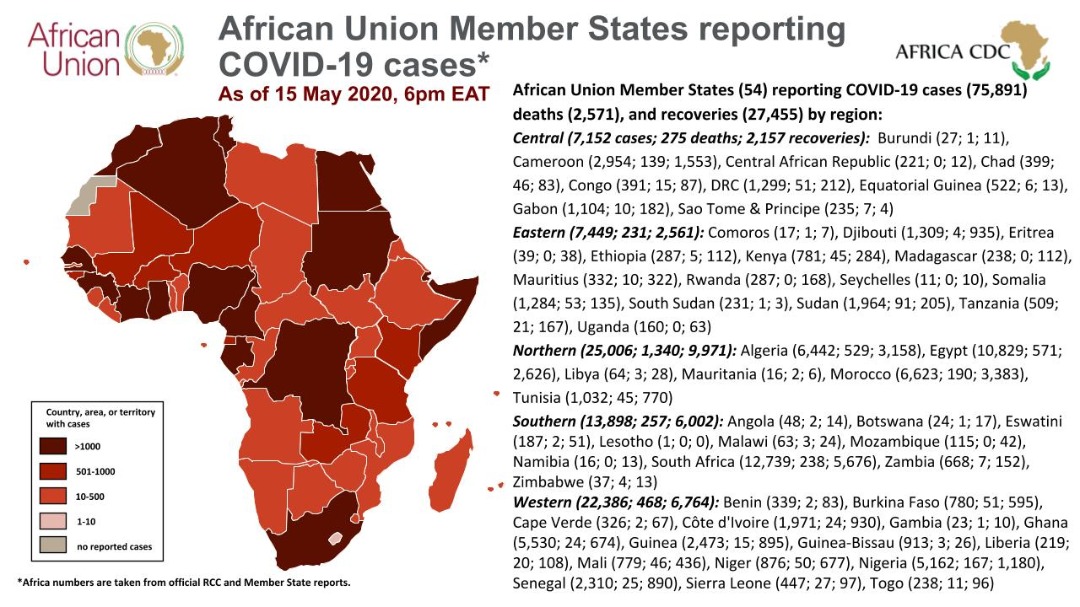 African
Union
African Union Member States reporting
COVID-19 cases*
As of 15 May 2020, 6pm EAT
AFRICA CDC
African Union Member States (54) reporting COVID-19 cases (75,891)
deaths (2,571), and recoveries (27,455) by region:
Central (7,152 cases; 275 deaths; 2,157 recoveries): Burundi (27; 1; 11),
Cameroon (2,954; 139; 1,553), Central African Republic (221; 0; 12), Chad (399;
46; 83), Congo (391; 15; 87), DRC (1,299; 51; 212), Equatorial Guinea (522; 6; 13),
Gabon (1,104; 10; 182), Sao Tome & Principe (235; 7; 4)
Eastern (7,449; 231; 2,561): Comoros (17; 1; 7), Djibouti (1,309; 4; 935), Eritrea
(39; 0; 38), Ethiopia (287; 5; 112), Kenya (781; 45; 284), Madagascar (238; 0; 112),
Mauritius (332; 10; 322), Rwanda (287; 0; 168), Seychelles (11; 0; 10), Somalia
(1,284; 53; 135), South Sudan (231; 1; 3), Sudan (1,964; 91; 205), Tanzania (509;
21; 167), Uganda (160; 0; 63)
Northern (25,006; 1,340; 9,971): Algeria (6,442; 529; 3,158), Egypt (10,829; 571;
2,626), Libya (64; 3; 28), Mauritania (16; 2; 6), Morocco (6,623; 190; 3,383),
Tunisia (1,032; 45; 770)
Southern (13,898; 257; 6,002): Angola (48; 2; 14), Botswana (24; 1; 17), Eswatini
(187; 2; 51), Lesotho (1; 0; 0), Malawi (63; 3; 24), Mozambique (115; 0; 42),
Namibia (16; 0; 13), South Africa (12,739; 238; 5,676), Zambia (668; 7; 152),
Zimbabwe (37; 4; 13)
Western (22,386; 468; 6,764): Benin (339; 2; 83), Burkina Faso (780; 51; 595),
Cape Verde (326; 2; 67), Côte d'Ivoire (1,971; 24; 930), Gambia (23; 1; 10), Ghana
(5,530; 24; 674), Guinea (2,473; 15; 895), Guinea-Bissau (913; 3; 26), Liberia (219;
20; 108), Mali (779; 46; 436), Niger (876; 50; 677), Nigeria (5,162; 167; 1,180),
Senegal (2,310; 25; 890), Sierra Leone (447; 27; 97), Togo (238; 11; 96)
Country, area, or territory
with cases
>1000
501-1000
10-500
1-10
no reported cases
*Africa numbers are taken from official RCC and Member State reports.